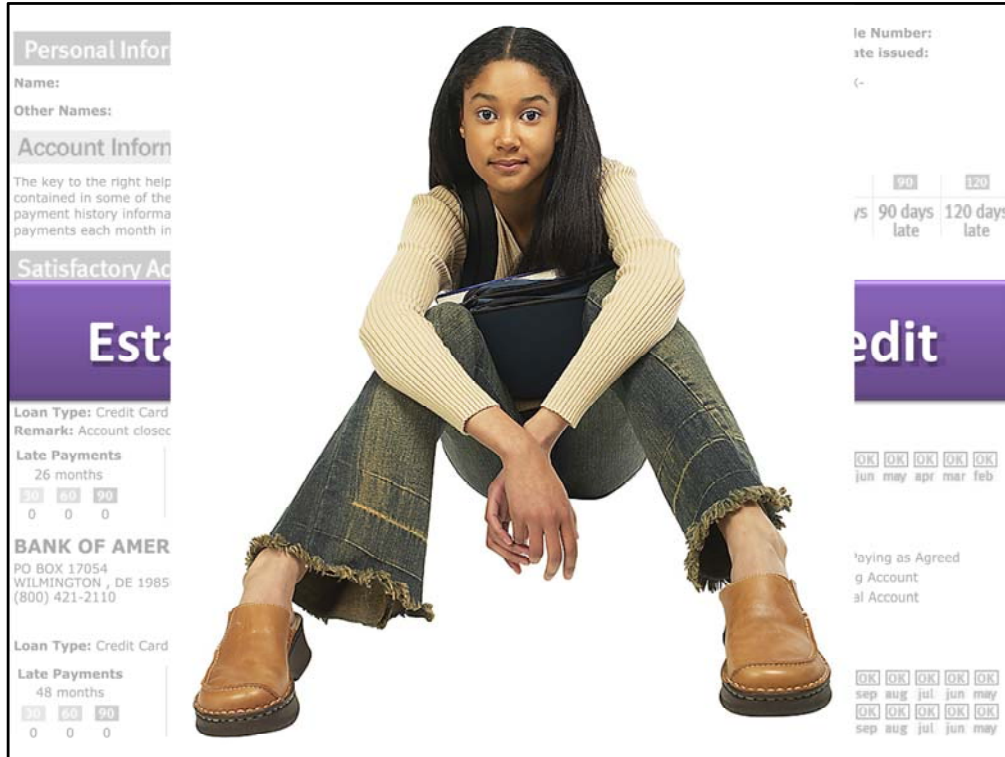 Personal Infor
le Number:
ate issued:
Name:
Other Names:
Account Inforn
The key to the right help
contained in some of the
payment history informa
payments each month in
90 120
ys 90 days 120 days
late late
Satisfactory Ac
Esta edit
Loan Type: Credit Card
Remark: Account closed
Late Payments
26 months
30 60 90
0 0 0
OK OK OK OK OK
jun may apr mar feb
BANK OF AMER
PO BOX 17054
WILMINGTON , DE 1985
(800) 421-2110
Paying as Agreed
g Account
al Account
Loan Type: Credit Card
Late Payments
48 months
30 60 90
0 0 0
OK OK OK OK OK
sep aug jul jun may
OK OK OK OK OK
sep aug jul jun may